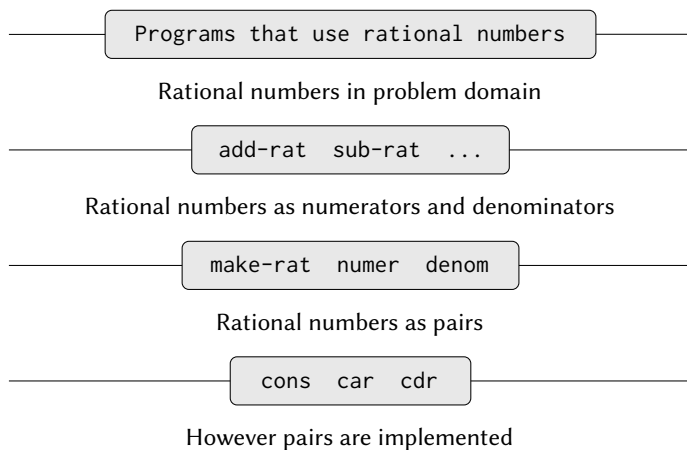 Programs that use rational numbers
Rational numbers in problem domain
add-rat sub-rat ...
Rational numbers as numerators and denominators
make-rat numer denom
Rational numbers as pairs
cons car cdr
However pairs are implemented